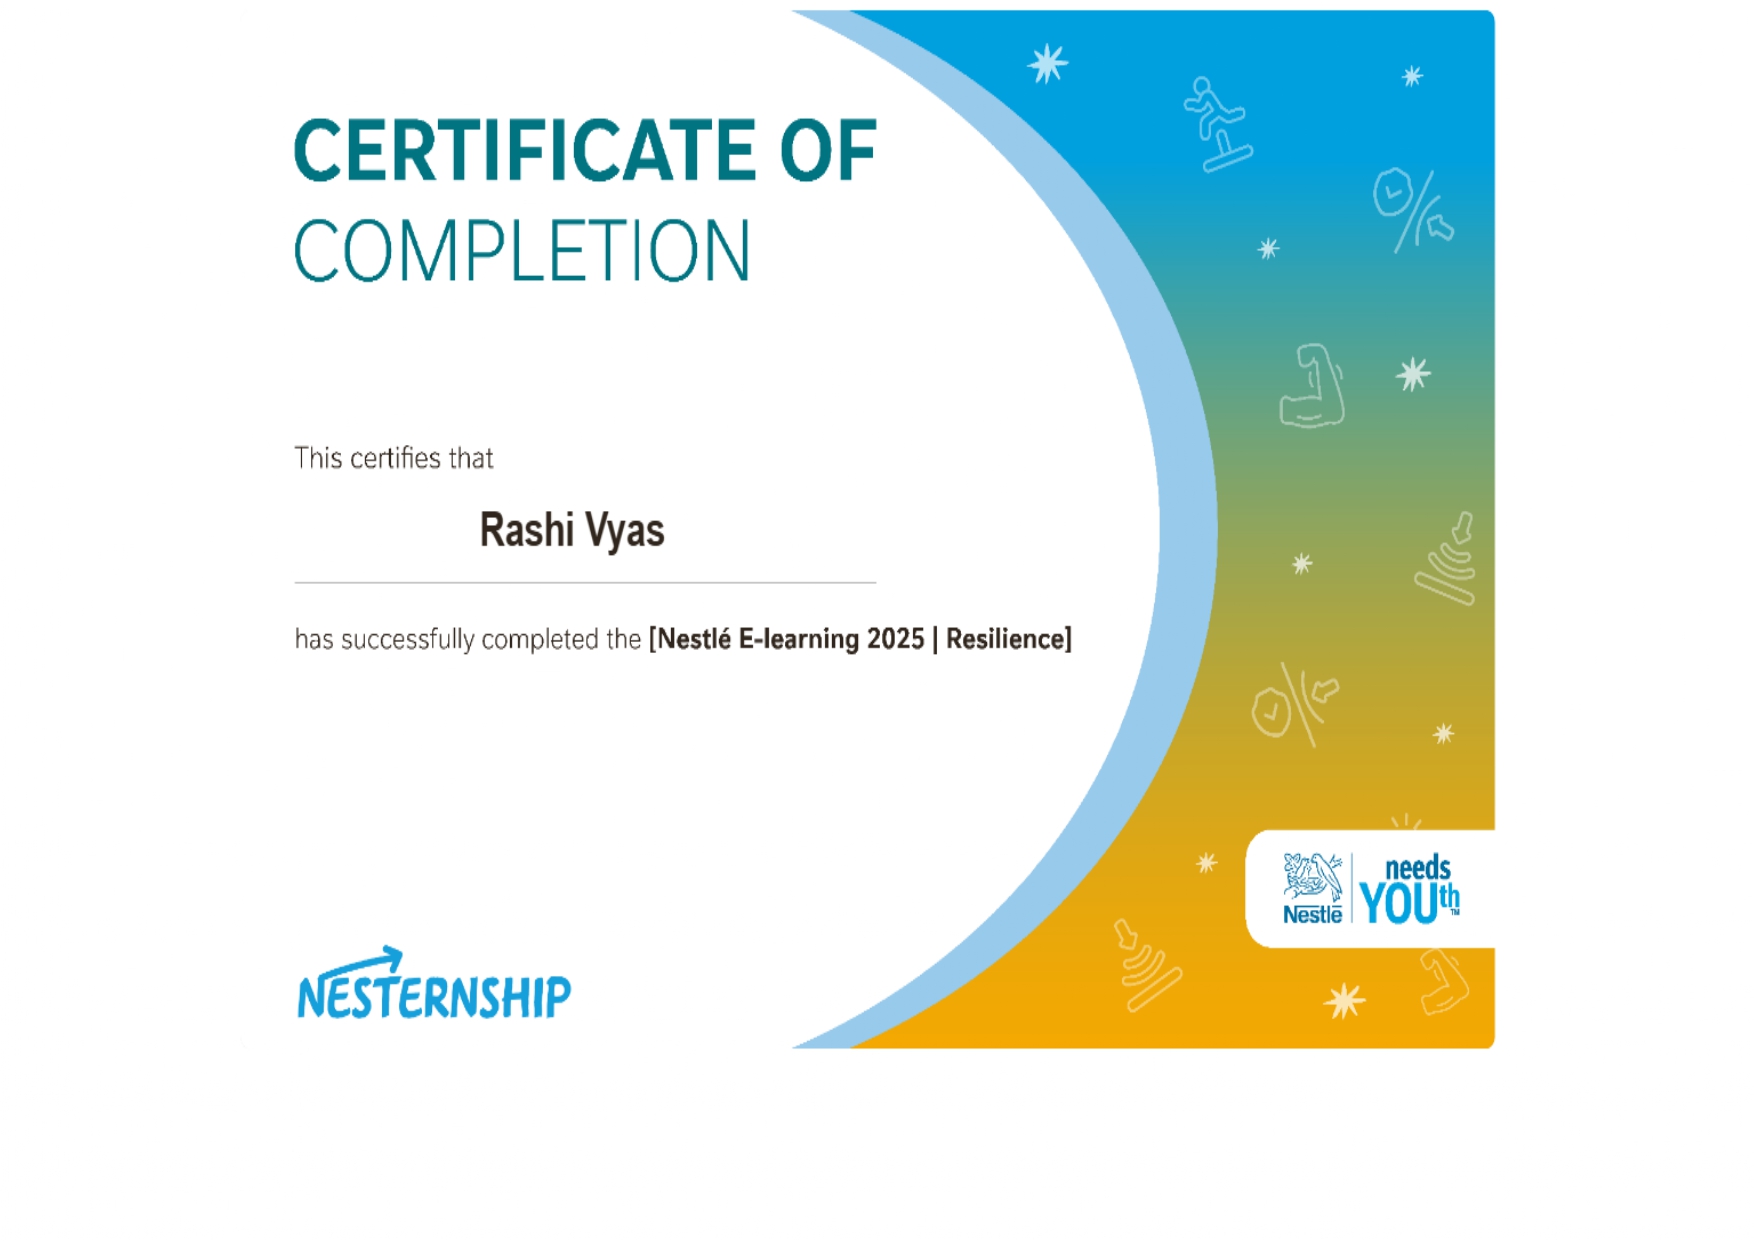 CERTIFICATE OF
COMPLETION
This certifies that
Rashi Vyas
has successfully completed the [Nestlé E-learning 2025 | Resilience]
Nestlé
needs
YOUth™
NESTERNSHIP